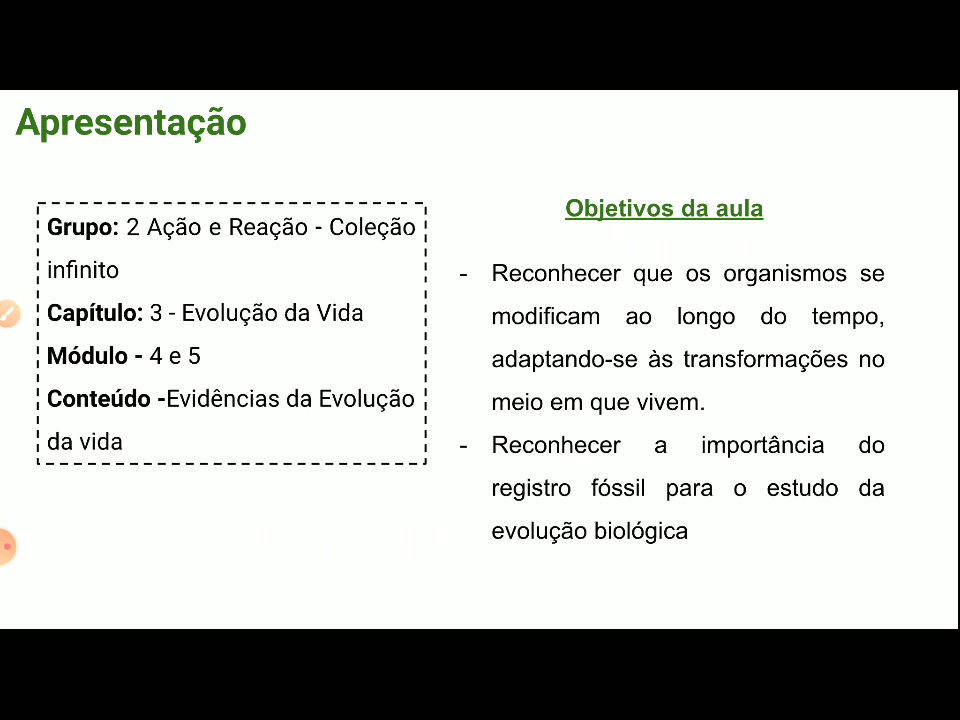 Apresentação
Grupo: 2 Ação e Reação - Coleção
infinito
Capítulo: 3 - Evolução da Vida
Módulo - 4 e 5
Conteúdo -Evidências da Evolução
da vida
Objetivos da aula
- Reconhecer que os organismos se
modificam ao longo do tempo,
adaptando-se às transformações no
meio em que vivem.
- Reconhecer a importância do
registro fóssil para o estudo da
evolução biológica